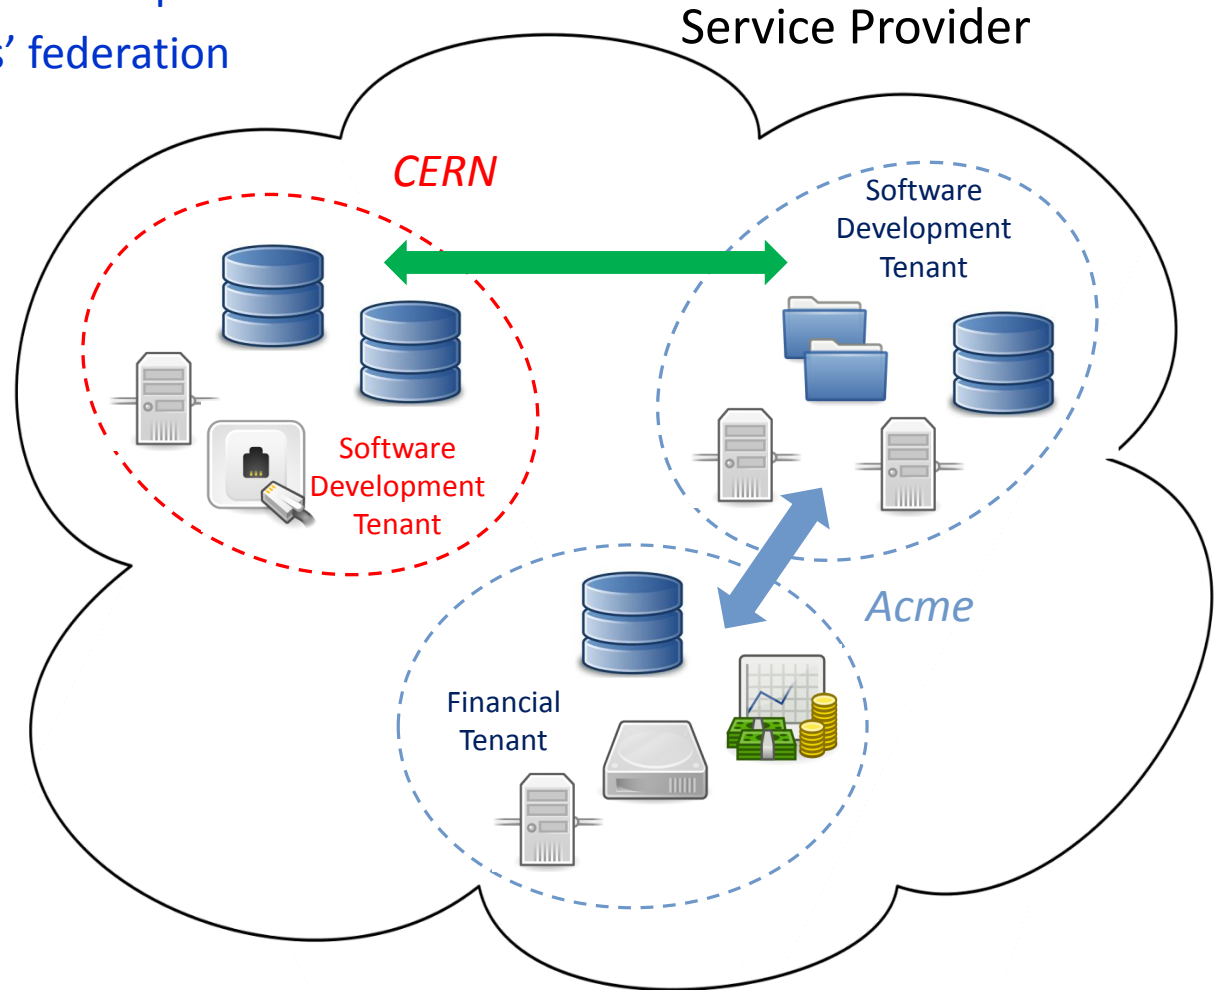 Service Provider
federation
CERN
Software
Development
Tenant
Software
Development
Tenant
Acme
Financial
Tenant